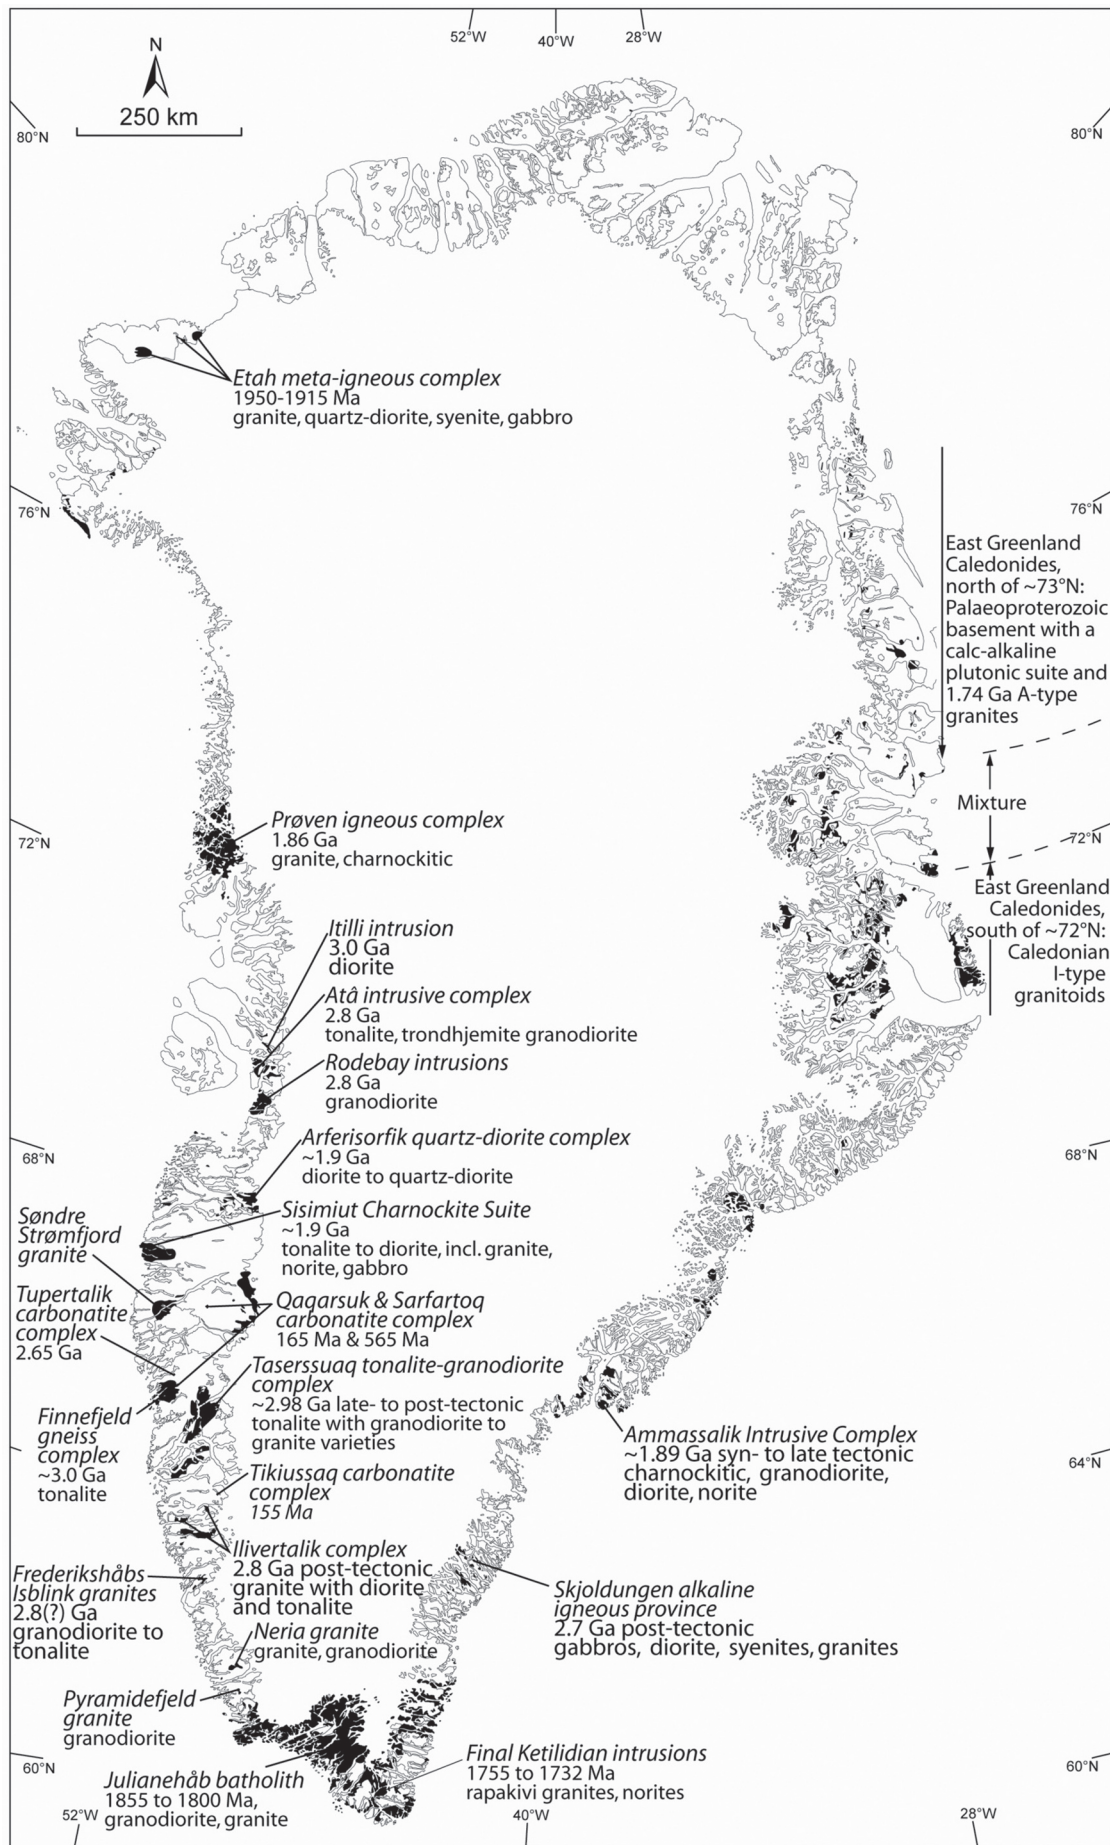 52°W
40°W
28°W
N
250 km
80°N
80°N
Etah meta-igneous complex
1950-1915 Ma
granite, quartz-diorite, syenite, gabbro
76°N
76°N
East Greenland
Caledonides,
north of ~73°N:
Palaeoproterozoic
basement with a
calc-alkaline
plutonic suite and
1.74 Ga A-type
granites
Mixture
Prøven igneous complex
1.86 Ga
granite, charnockitic
72°N
72°N
East Greenland
Caledonides,
south of ~72°N:
Caledonian
I-type
granitoids
Itilli intrusion
3.0 Ga
diorite
Atâ intrusive complex
2.8 Ga
tonalite, trondhjemite granodiorite
Rodebay intrusions
2.8 Ga
granodiorite
Arferisorfik quartz-diorite complex
~1.9 Ga
diorite to quartz-diorite
68°N
68°N
Sisimiut Charnockite Suite
~1.9 Ga
tonalite to diorite, incl. granite,
norite, gabbro
Søndre
Strømfjord
granite
Tupertalik
carbonatite
complex
2.65 Ga
Qaqarsuk & Sarfartoq
carbonatite complex
165 Ma & 565 Ma
Taserssuaq tonalite-granodiorite
complex
~2.98 Ga late- to post-tectonic
tonalite with granodiorite to
granite varieties
Finnefjeld
gneiss
complex
~3.0 Ga
tonalite
Ammassalik Intrusive Complex
~1.89 Ga syn- to late tectonic
charnockitic, granodiorite,
diorite, norite
64°N
Tikiussaq carbonatite
complex
155 Ma
Ilivertalik complex
2.8 Ga post-tectonic
granite with diorite
and tonalite
Frederikshåbs
Isblink granites
2.8(?) Ga
granodiorite to
tonalite
Skjoldungen alkaline
igneous province
2.7 Ga post-tectonic
gabbros, diorite, syenites, granites
Neria granite
granite, granodiorite
Pyramidefjeld
granite
granodiorite
Final Ketilidian intrusions
1755 to 1732 Ma
rapakivi granites, norites
60°N
60°N
Julianehåb batholith
1855 to 1800 Ma,
granodiorite, granite
52°W
40°W
28°W